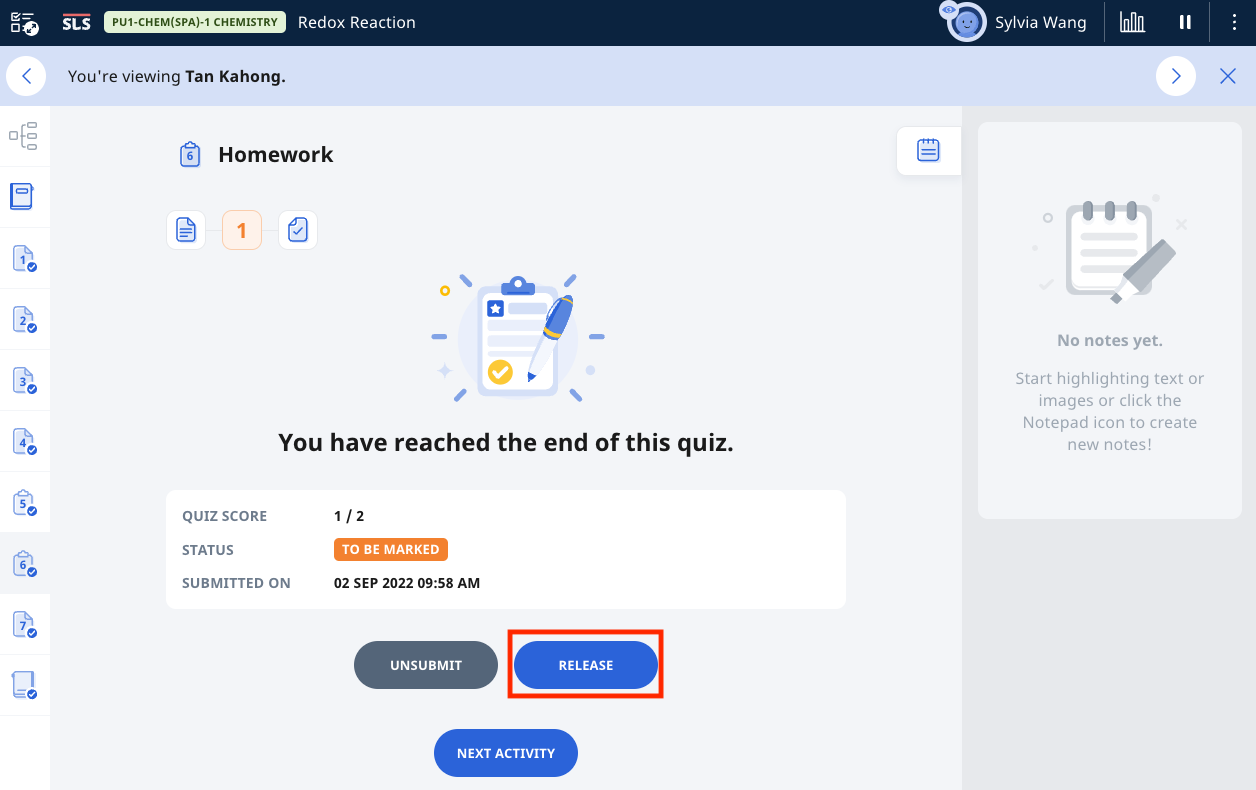 SLS PU1-CHEM(SPA)-1 CHEMISTRY Redox Reaction Sylvia Wang
You're viewing Tan Kahong.
6 Homework
1
1
2
3
4
5
6
7
You have reached the end of this quiz.
QUIZ SCORE 1 / 2
STATUS TO BE MARKED
SUBMITTED ON 02 SEP 2022 09:58 AM
UNSUBMIT RELEASE
NEXT ACTIVITY
No notes yet.
Start highlighting text or
images or click the
Notepad icon to create
new notes!